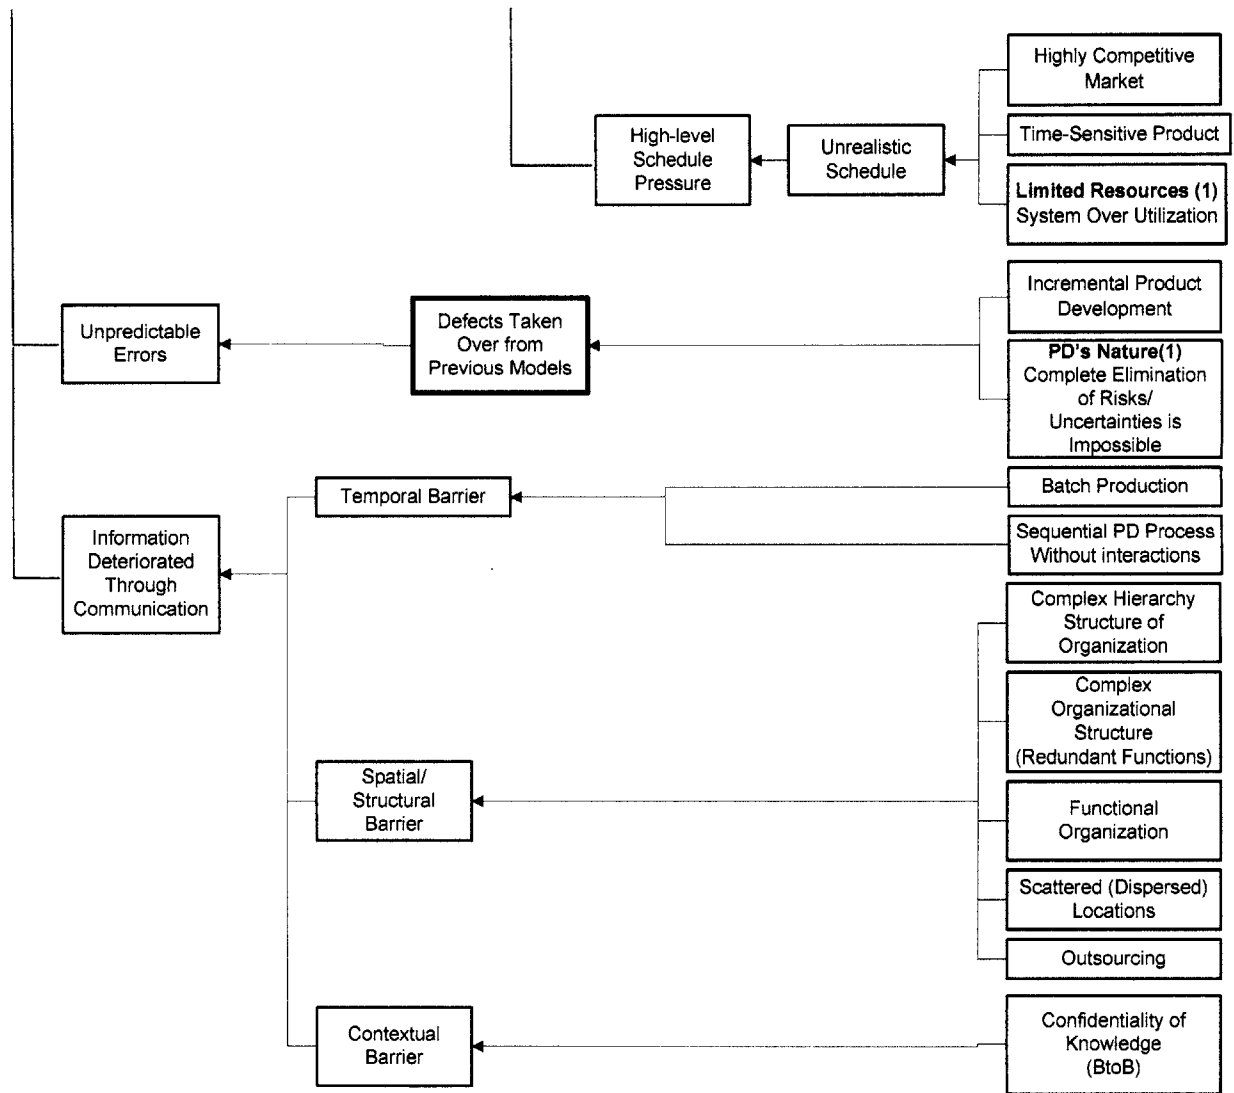 Highly Competitive
Market
Time-Sensitive Product
High-level
Schedule
Pressure
Unrealistic
Schedule
Limited Resources (1)
System Over Utilization
Incremental Product
Development
Unpredictable
Errors
Defects Taken
Over from
Previous Models
PD's Nature(1)
Complete Elimination
of Risks/
Uncertainties is
Impossible
Temporal Barrier
Batch Production
Information
Deteriorated
Through
Communication
Sequential PD Process
Without interactions
Complex Hierarchy
Structure of
Organization
Complex
Organizational
Structure
(Redundant Functions)
Spatial/
Structural
Barrier
Functional
Organization
Scattered (Dispersed)
Locations
Outsourcing
Contextual
Barrier
Confidentiality of
Knowledge
(BtoB)